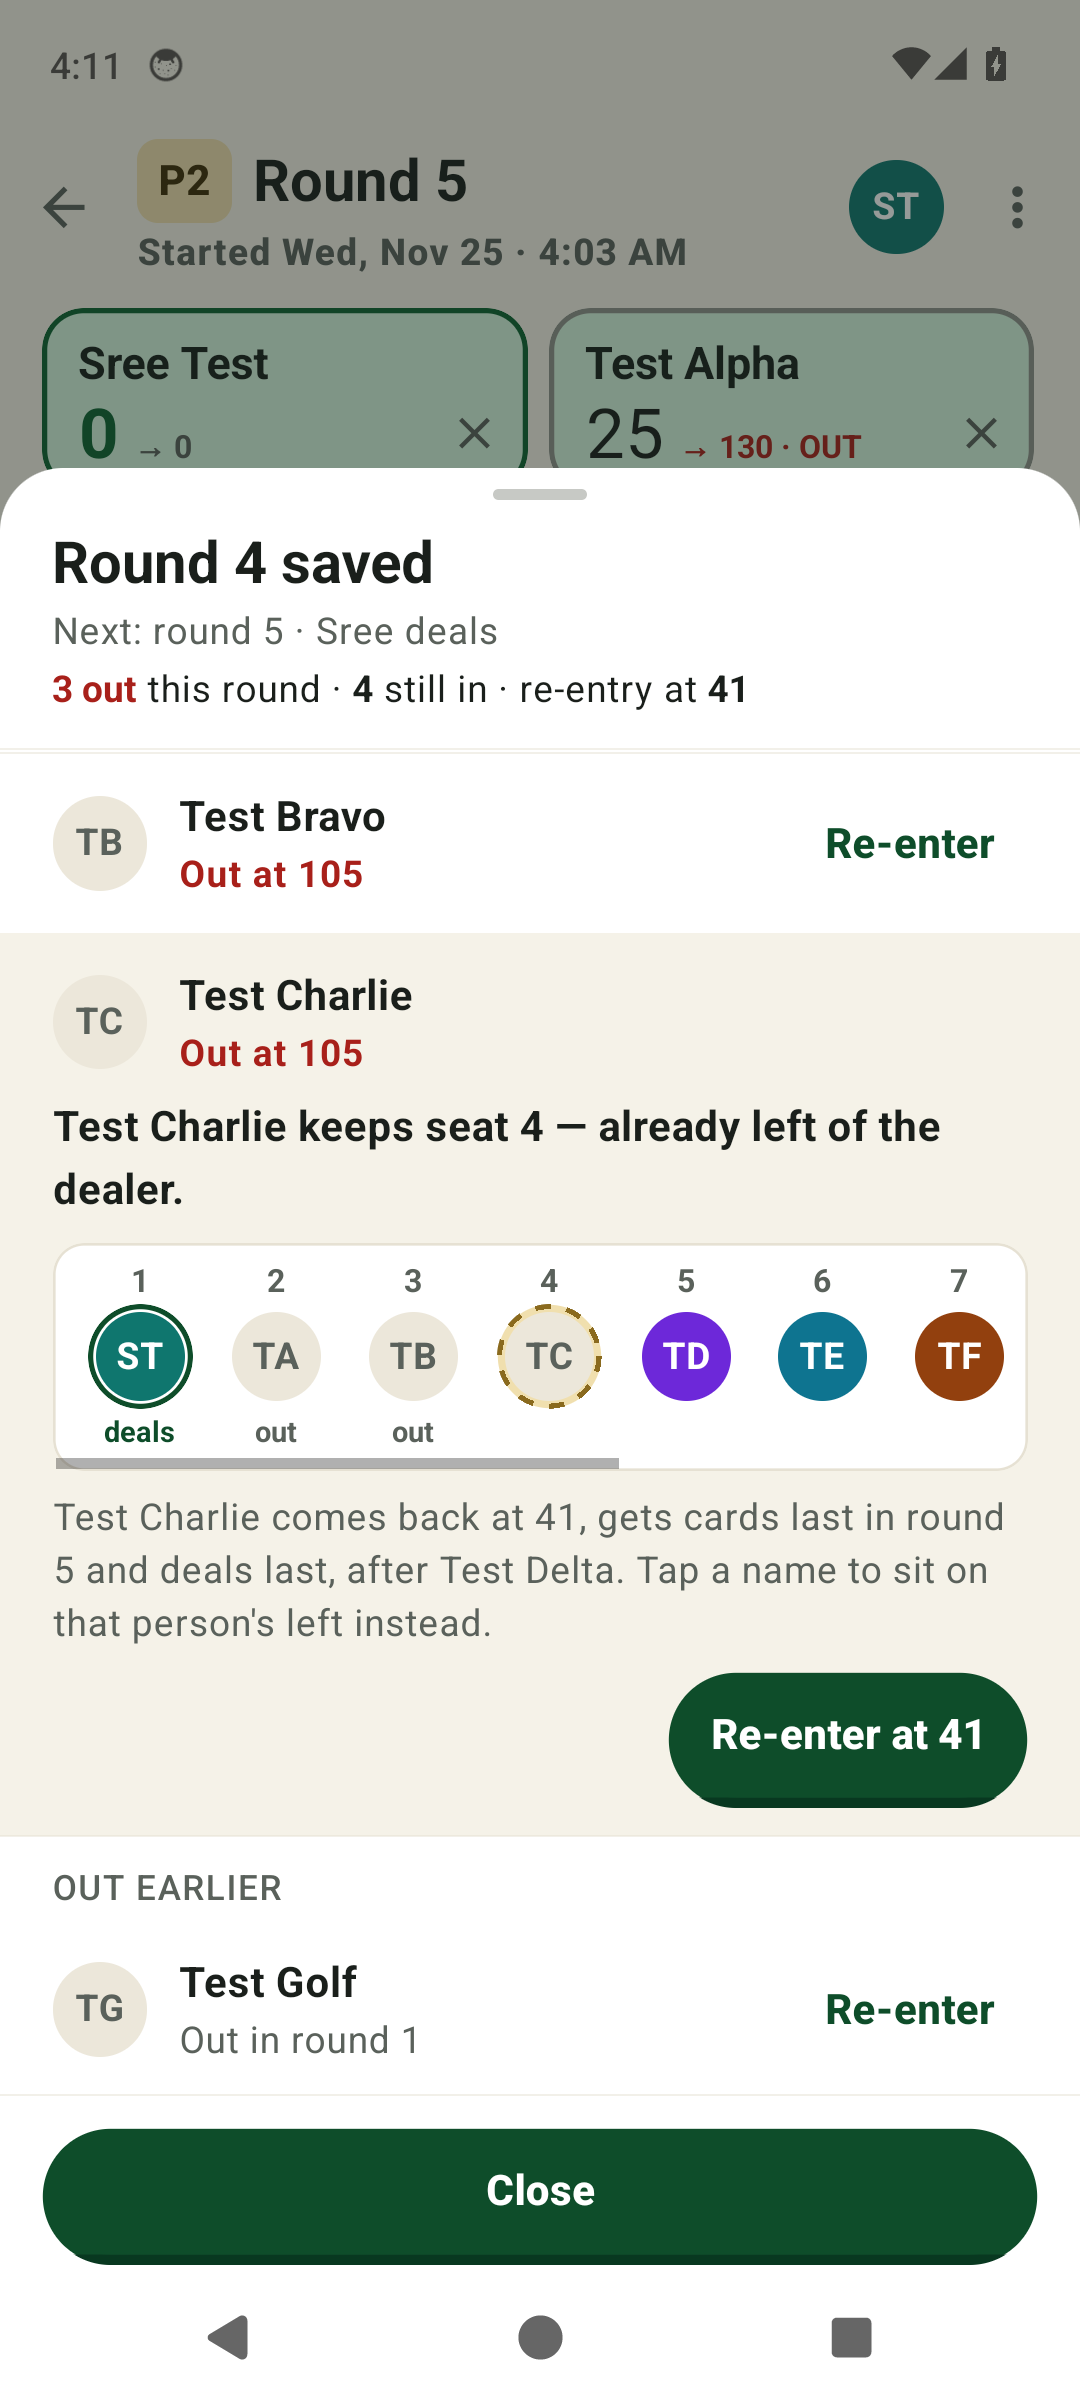 4:11
P2 Round 5
ST
Started Wed, Nov 25 · 4:03 AM
Sree Test
0 → 0
Test Alpha
25 → 130 · OUT
Round 4 saved
Next: round 5 · Sree deals
3 out this round · 4 still in · re-entry at 41
TB
Test Bravo
Out at 105
Re-enter
TC
Test Charlie
Out at 105
Test Charlie keeps seat 4 — already left of the
dealer.
1 2 3 4 5 6 7
ST TA TB TC TD TE TF
deals out out
Test Charlie comes back at 41, gets cards last in round
5 and deals last, after Test Delta. Tap a name to sit on
that person's left instead.
Re-enter at 41
OUT EARLIER
TG
Test Golf
Out in round 1
Re-enter
Close